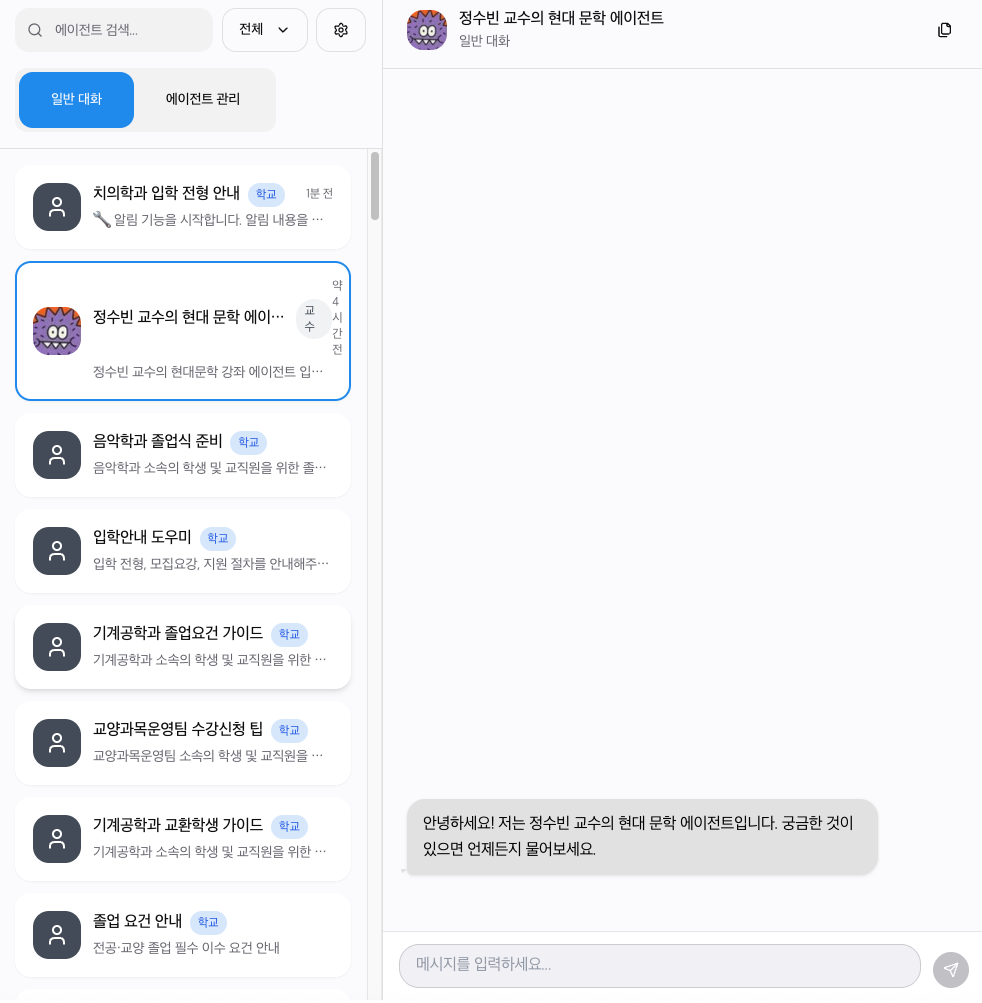 에이전트 검색...
전체
일반 대화
에이전트 관리
치의학과 입학 전형 안내 학교 1분 전
알림 기능을 시작합니다. 알림 내용을 …
정수빈 교수의 현대 문학 에이…
교
수
약
4
시
간
전
정수빈 교수의 현대문학 강좌 에이전트 입…
음악학과 졸업식 준비 학교
음악학과 소속의 학생 및 교직원을 위한 졸…
입학안내 도우미 학교
입학 전형, 모집요강, 지원 절차를 안내해주…
기계공학과 졸업요건 가이드 학교
기계공학과 소속의 학생 및 교직원을 위한 …
교양과목운영팀 수강신청 팁 학교
교양과목운영팀 소속의 학생 및 교직원을 …
기계공학과 교환학생 가이드 학교
기계공학과 소속의 학생 및 교직원을 위한 …
졸업 요건 안내 학교
전공·교양 졸업 필수 이수 요건 안내
정수빈 교수의 현대 문학 에이전트
일반 대화
안녕하세요! 저는 정수빈 교수의 현대 문학 에이전트입니다. 궁금한 것이
있으면 언제든지 물어보세요.
메시지를 입력하세요...